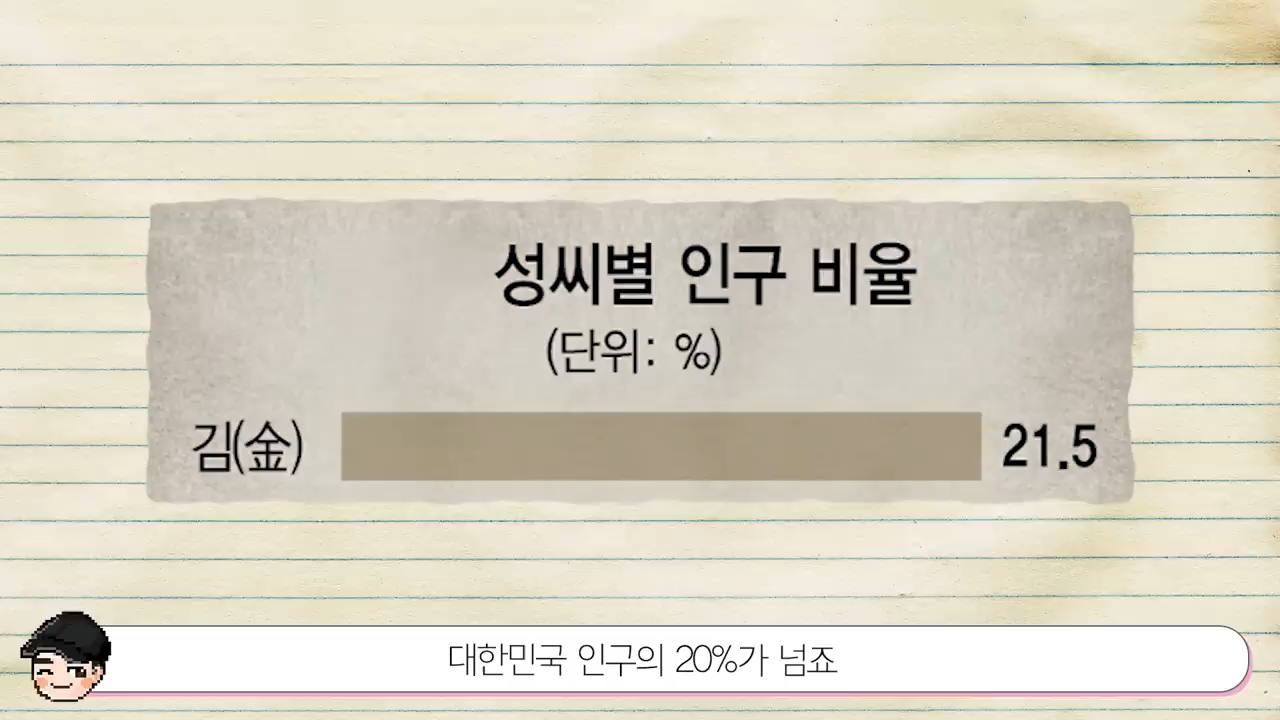 성씨별 인구 비율
(단위: %)
김(金) 21.5
대한민국 인구의 20%가 넘죠